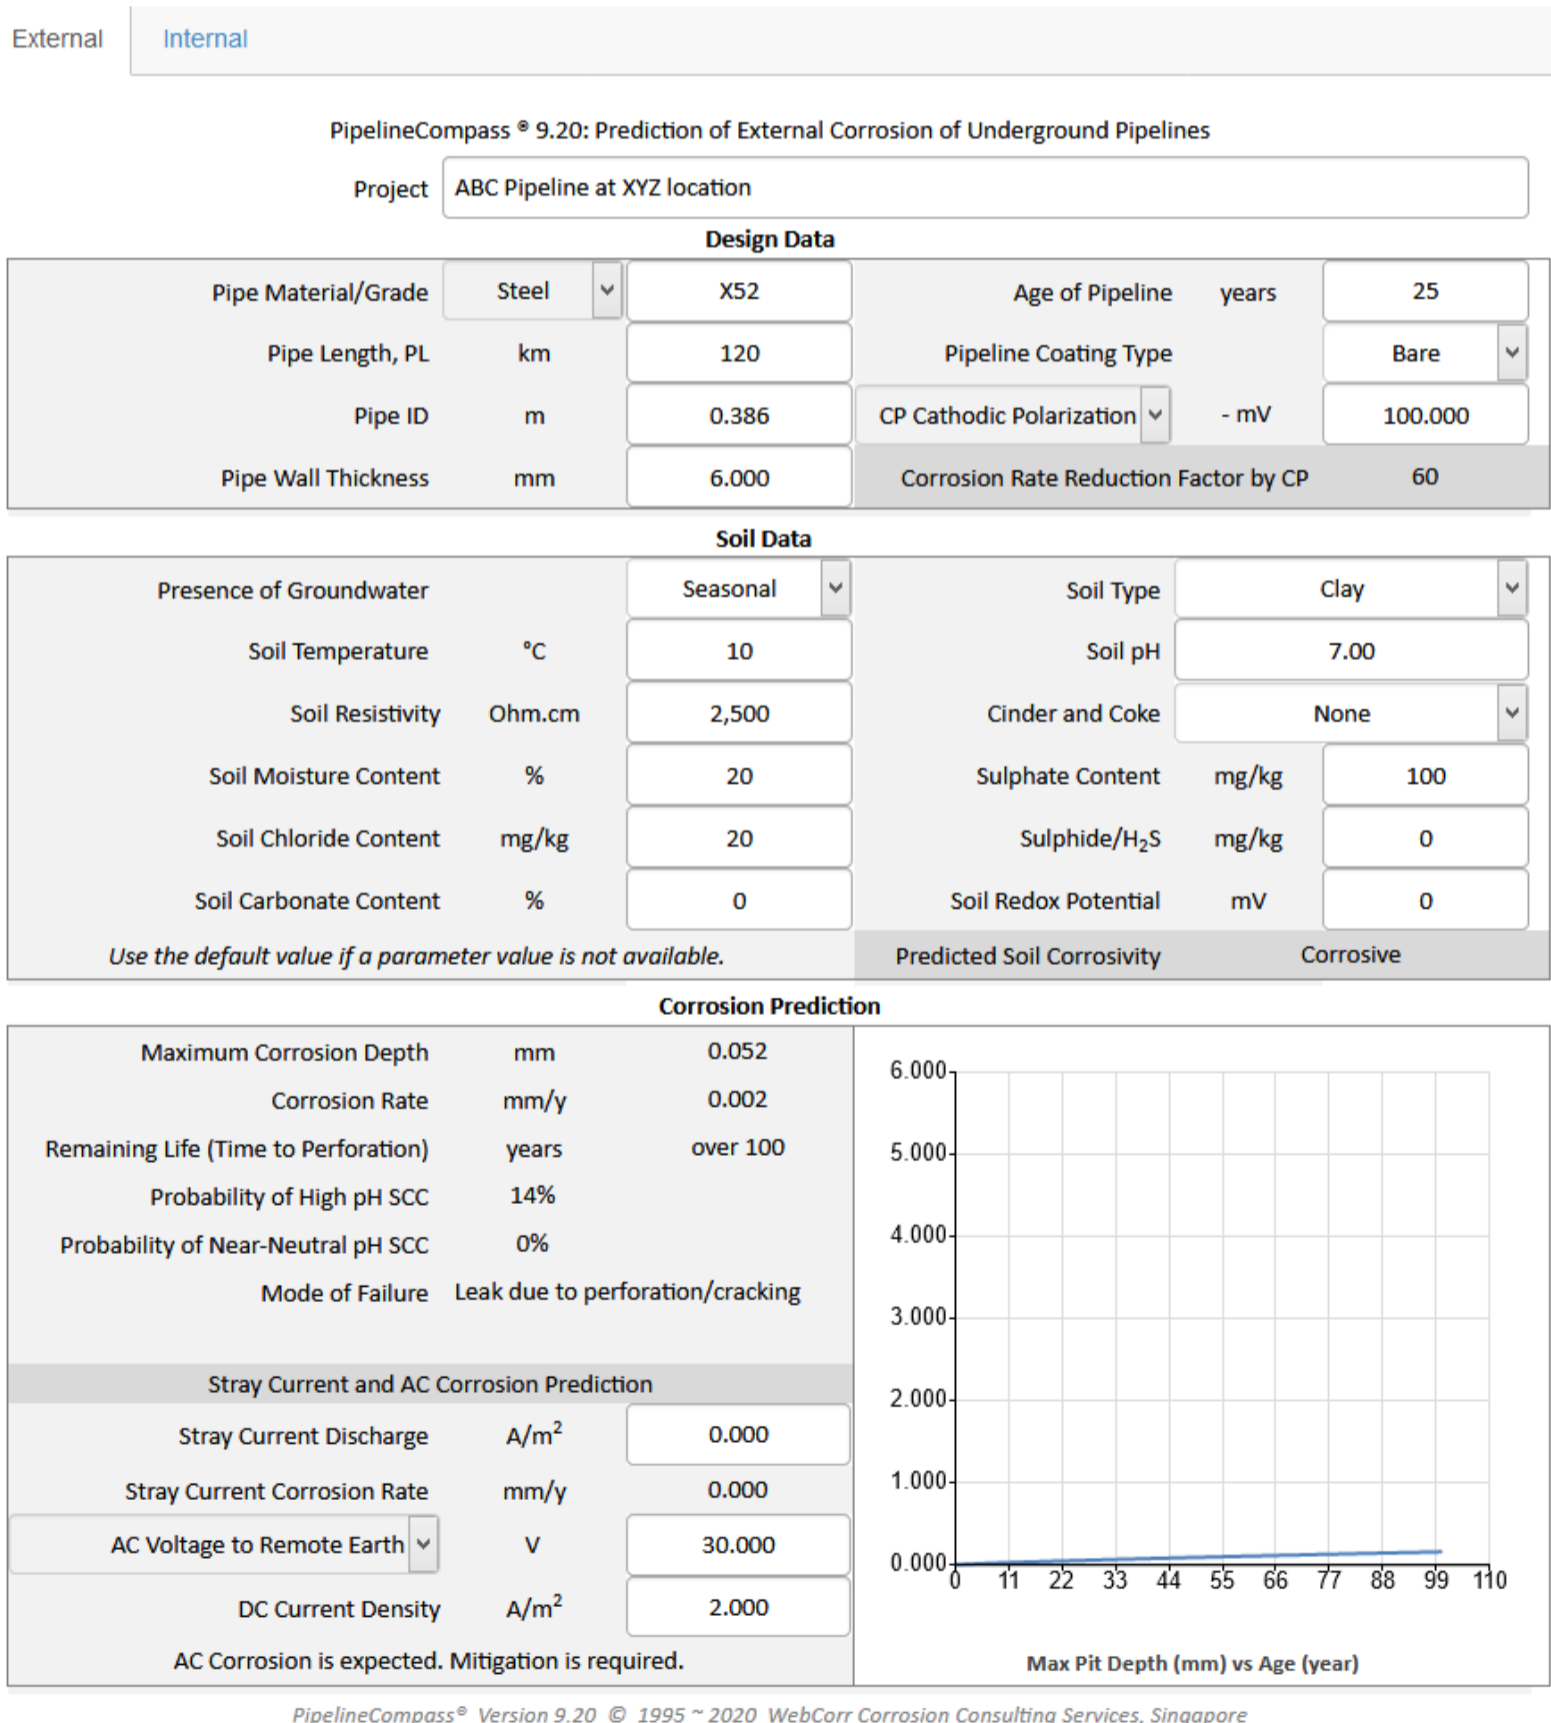 External Internal
PipelineCompass ® 9.20: Prediction of External Corrosion of Underground Pipelines
Project ABC Pipeline at XYZ location
Design Data
Pipe Material/Grade Steel X52 Age of Pipeline years 25
Pipe Length, PL km 120 Pipeline Coating Type Bare
Pipe ID m 0.386 CP Cathodic Polarization - mV 100.000
Pipe Wall Thickness mm 6.000 Corrosion Rate Reduction Factor by CP 60
Soil Data
Presence of Groundwater Seasonal Soil Type Clay
Soil Temperature °C 10 Soil pH 7.00
Soil Resistivity Ohm.cm 2,500 Cinder and Coke None
Soil Moisture Content % 20 Sulphate Content mg/kg 100
Soil Chloride Content mg/kg 20 Sulphide/H₂S mg/kg 0
Soil Carbonate Content % 0 Soil Redox Potential mV 0
Use the default value if a parameter value is not available. Predicted Soil Corrosivity Corrosive
Corrosion Prediction
Maximum Corrosion Depth mm 0.052
Corrosion Rate mm/y 0.002
Remaining Life (Time to Perforation) years over 100
Probability of High pH SCC 14%
Probability of Near-Neutral pH SCC 0%
Mode of Failure Leak due to perforation/cracking
Stray Current and AC Corrosion Prediction
Stray Current Discharge A/m² 0.000
Stray Current Corrosion Rate mm/y 0.000
AC Voltage to Remote Earth V 30.000
DC Current Density A/m² 2.000
AC Corrosion is expected. Mitigation is required.
6.000
5.000
4.000
3.000
2.000
1.000
0.000
0 11 22 33 44 55 66 77 88 99 110
Max Pit Depth (mm) vs Age (year)
PipelineCompass® Version 9.20 © 1995 ~ 2020 WebCorr Corrosion Consulting Services, Singapore